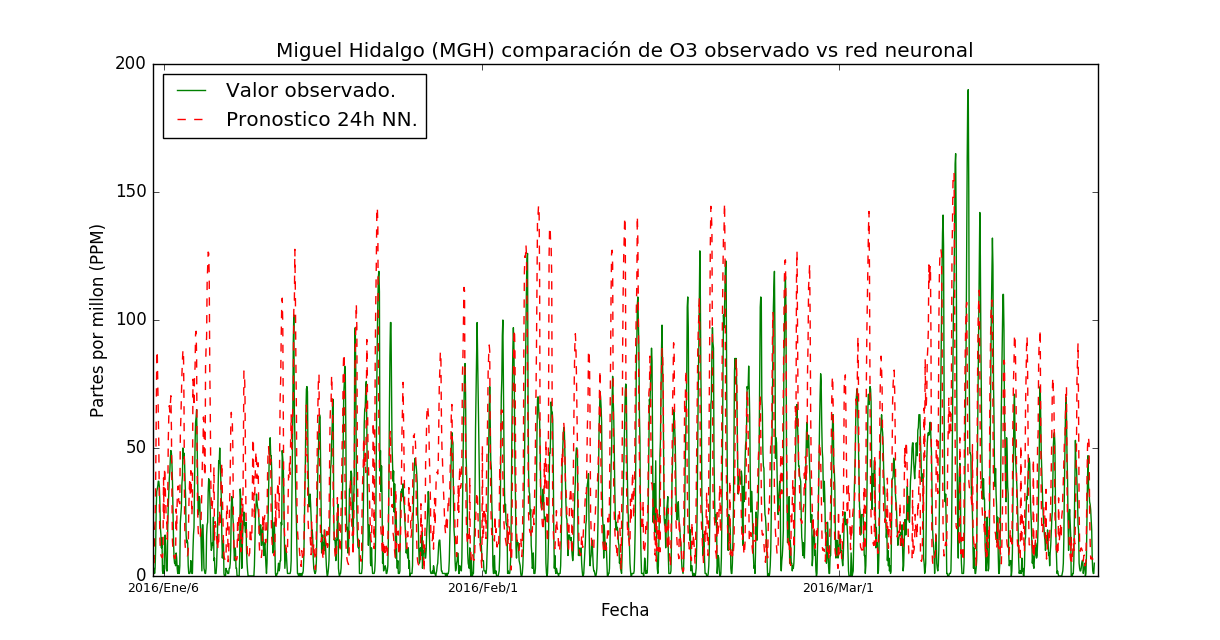 Miguel Hidalgo (MGH) comparación de O3 observado vs red neuronal
Valor observado.
Pronostico 24h NN.
Partes por millon (PPM)
200
150
100
50
0
2016/Ene/6
2016/Feb/1
2016/Mar/1
Fecha